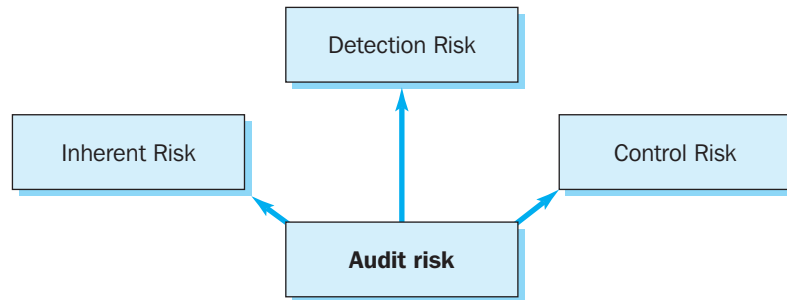 Detection Risk
Inherent Risk
Control Risk
Audit risk